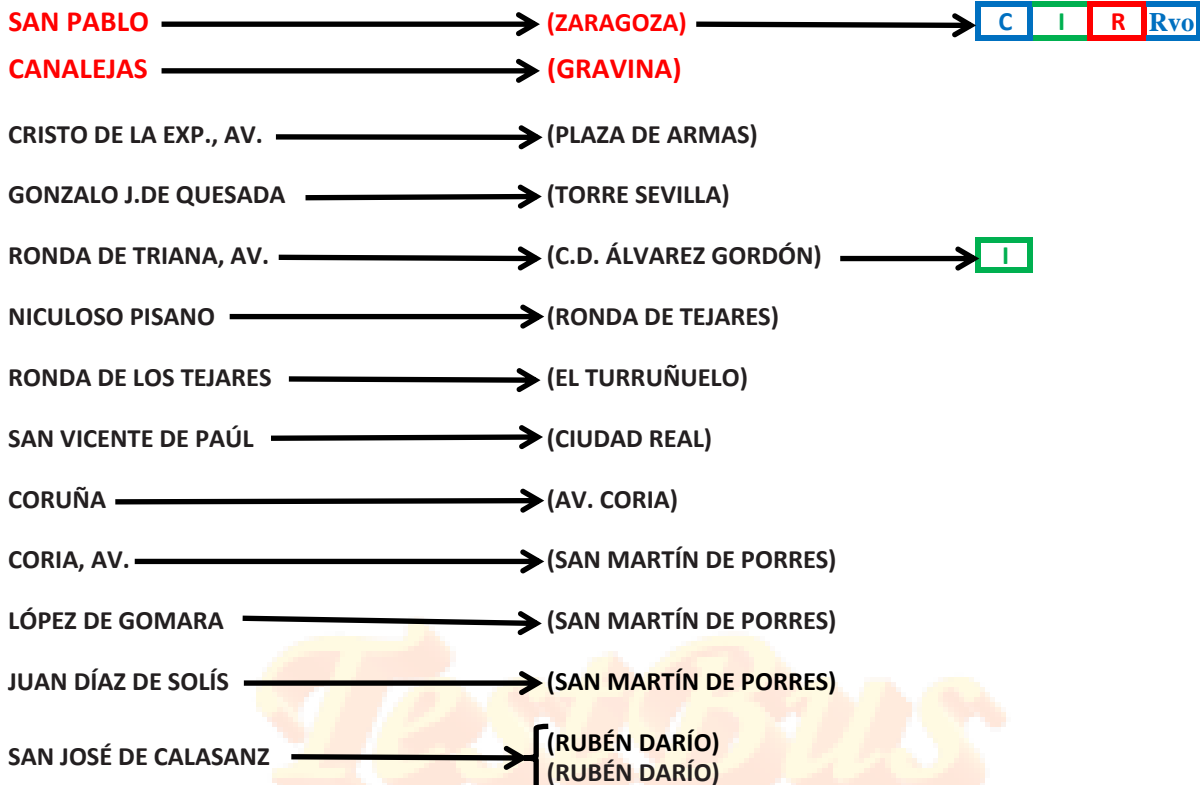 SAN PABLO (ZARAGOZA) C I R Rvo
CANALEJAS (GRAVINA)
CRISTO DE LA EXP., AV. (PLAZA DE ARMAS)
GONZALO J.DE QUESADA (TORRE SEVILLA)
RONDA DE TRIANA, AV. (C.D. ÁLVAREZ GORDÓN) I
NICULOSO PISANO (RONDA DE TEJARES)
RONDA DE LOS TEJARES (EL TURRUÑUELO)
SAN VICENTE DE PAÚL (CIUDAD REAL)
CORUÑA (AV. CORIA)
CORIA, AV. (SAN MARTÍN DE PORRES)
LÓPEZ DE GOMARA (SAN MARTÍN DE PORRES)
JUAN DÍAZ DE SOLÍS (SAN MARTÍN DE PORRES)
SAN JOSÉ DE CALASANZ (RUBÉN DARÍO)
(RUBÉN DARÍO)
TestBus